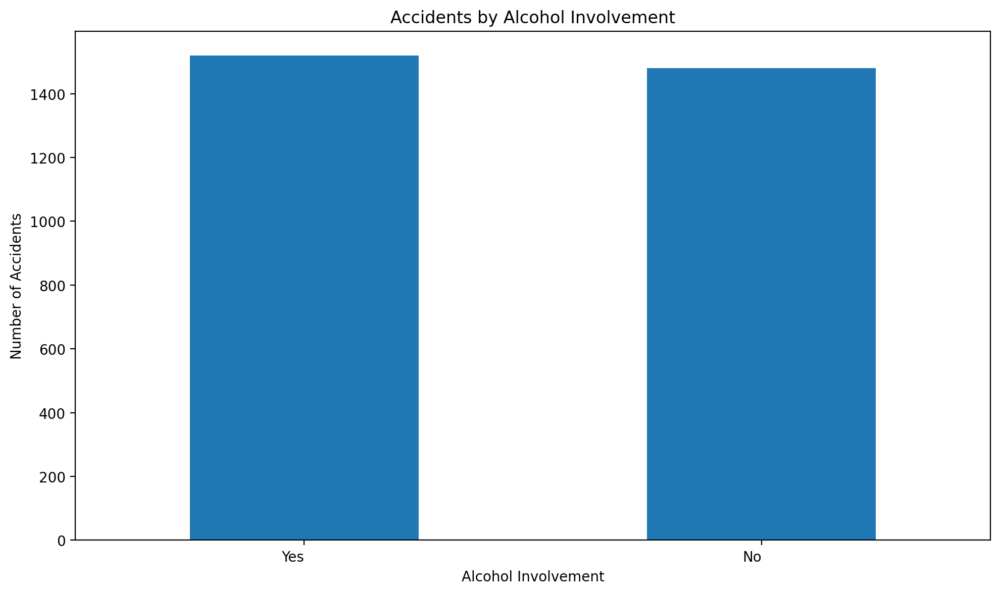 Accidents by Alcohol Involvement
1400
1200
1000
800
600
400
200
0
Number of Accidents
Yes
No
Alcohol Involvement